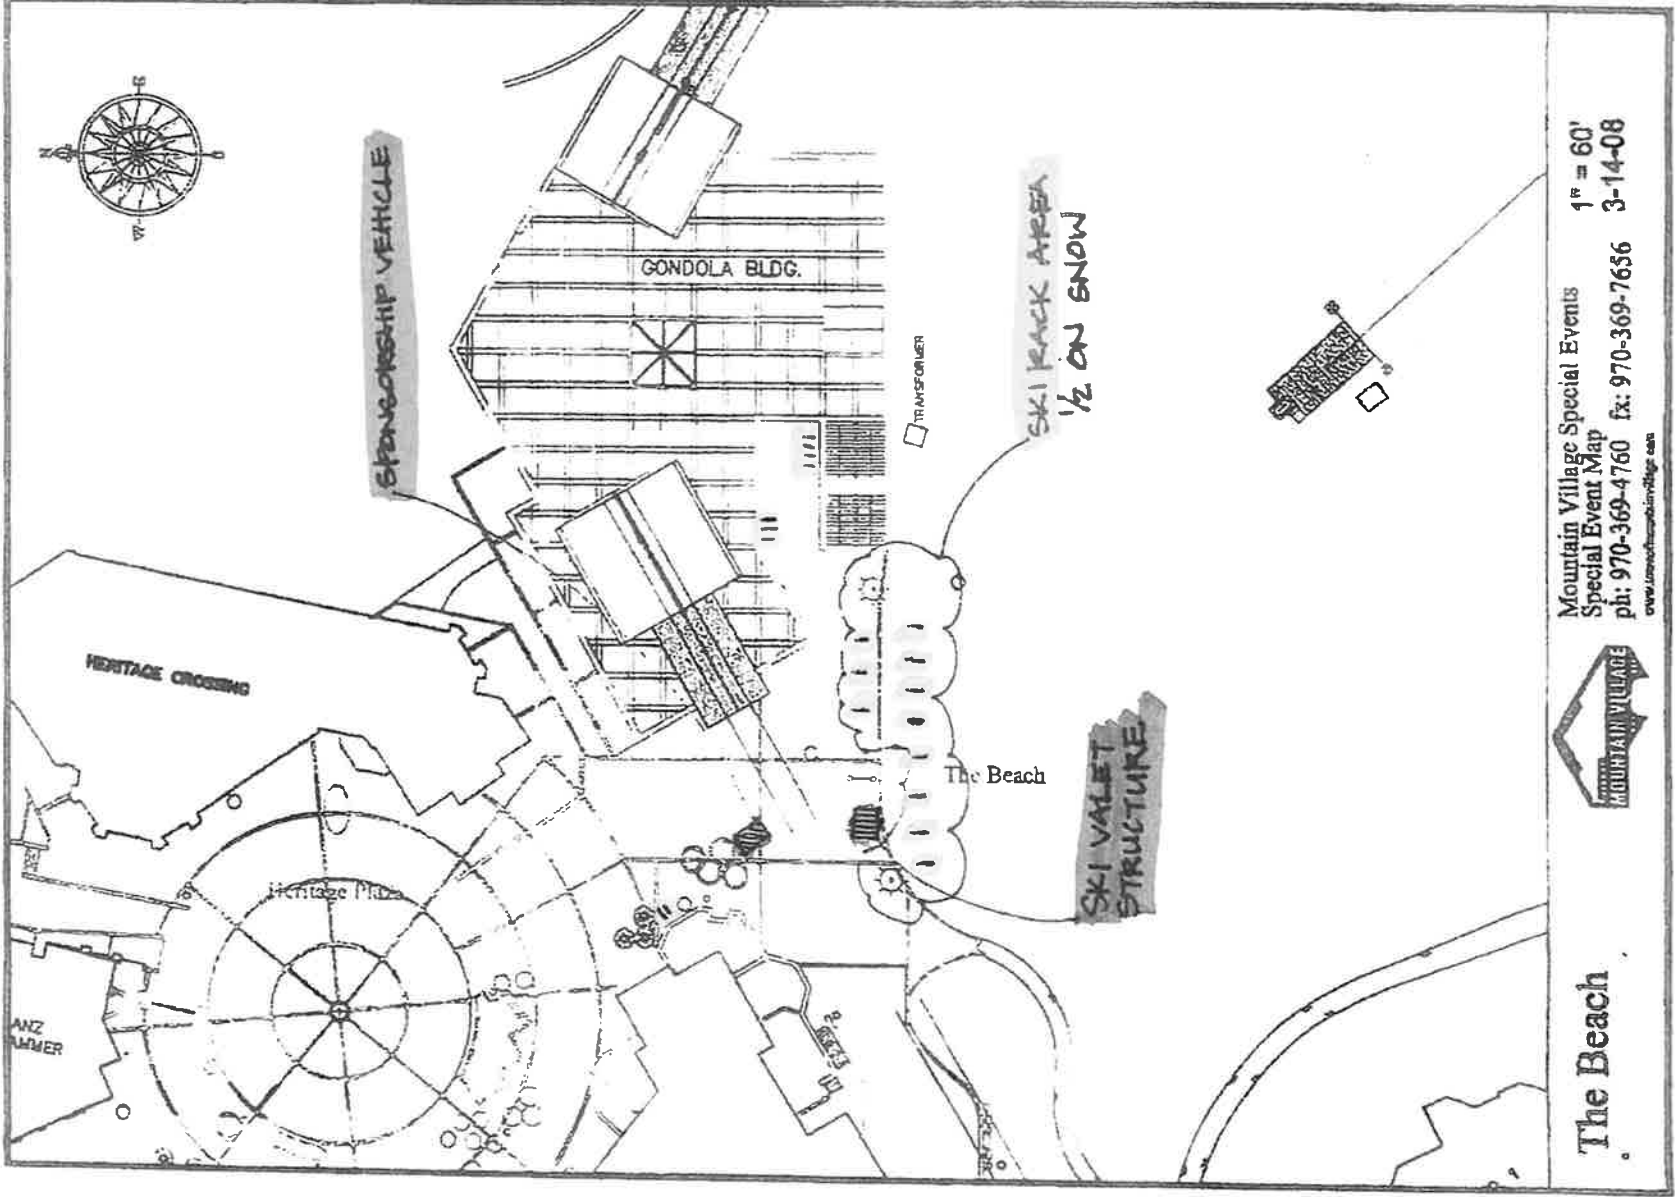 N
W
SPONSORSHIP VEHICLE
GONDOLA BLDG.
TRANSFORMER
SKI RACK AREA
1/2 ON SNOW
HERITAGE CROSSING
Heritage Plaza
The Beach
SKI VALET
STRUCTURE
ANZ
AMMER
The Beach
MOUNTAIN VILLAGE
Mountain Village Special Events
Special Event Map
ph: 970-369-4760 fx: 970-369-7656
1" = 60'
3-14-08